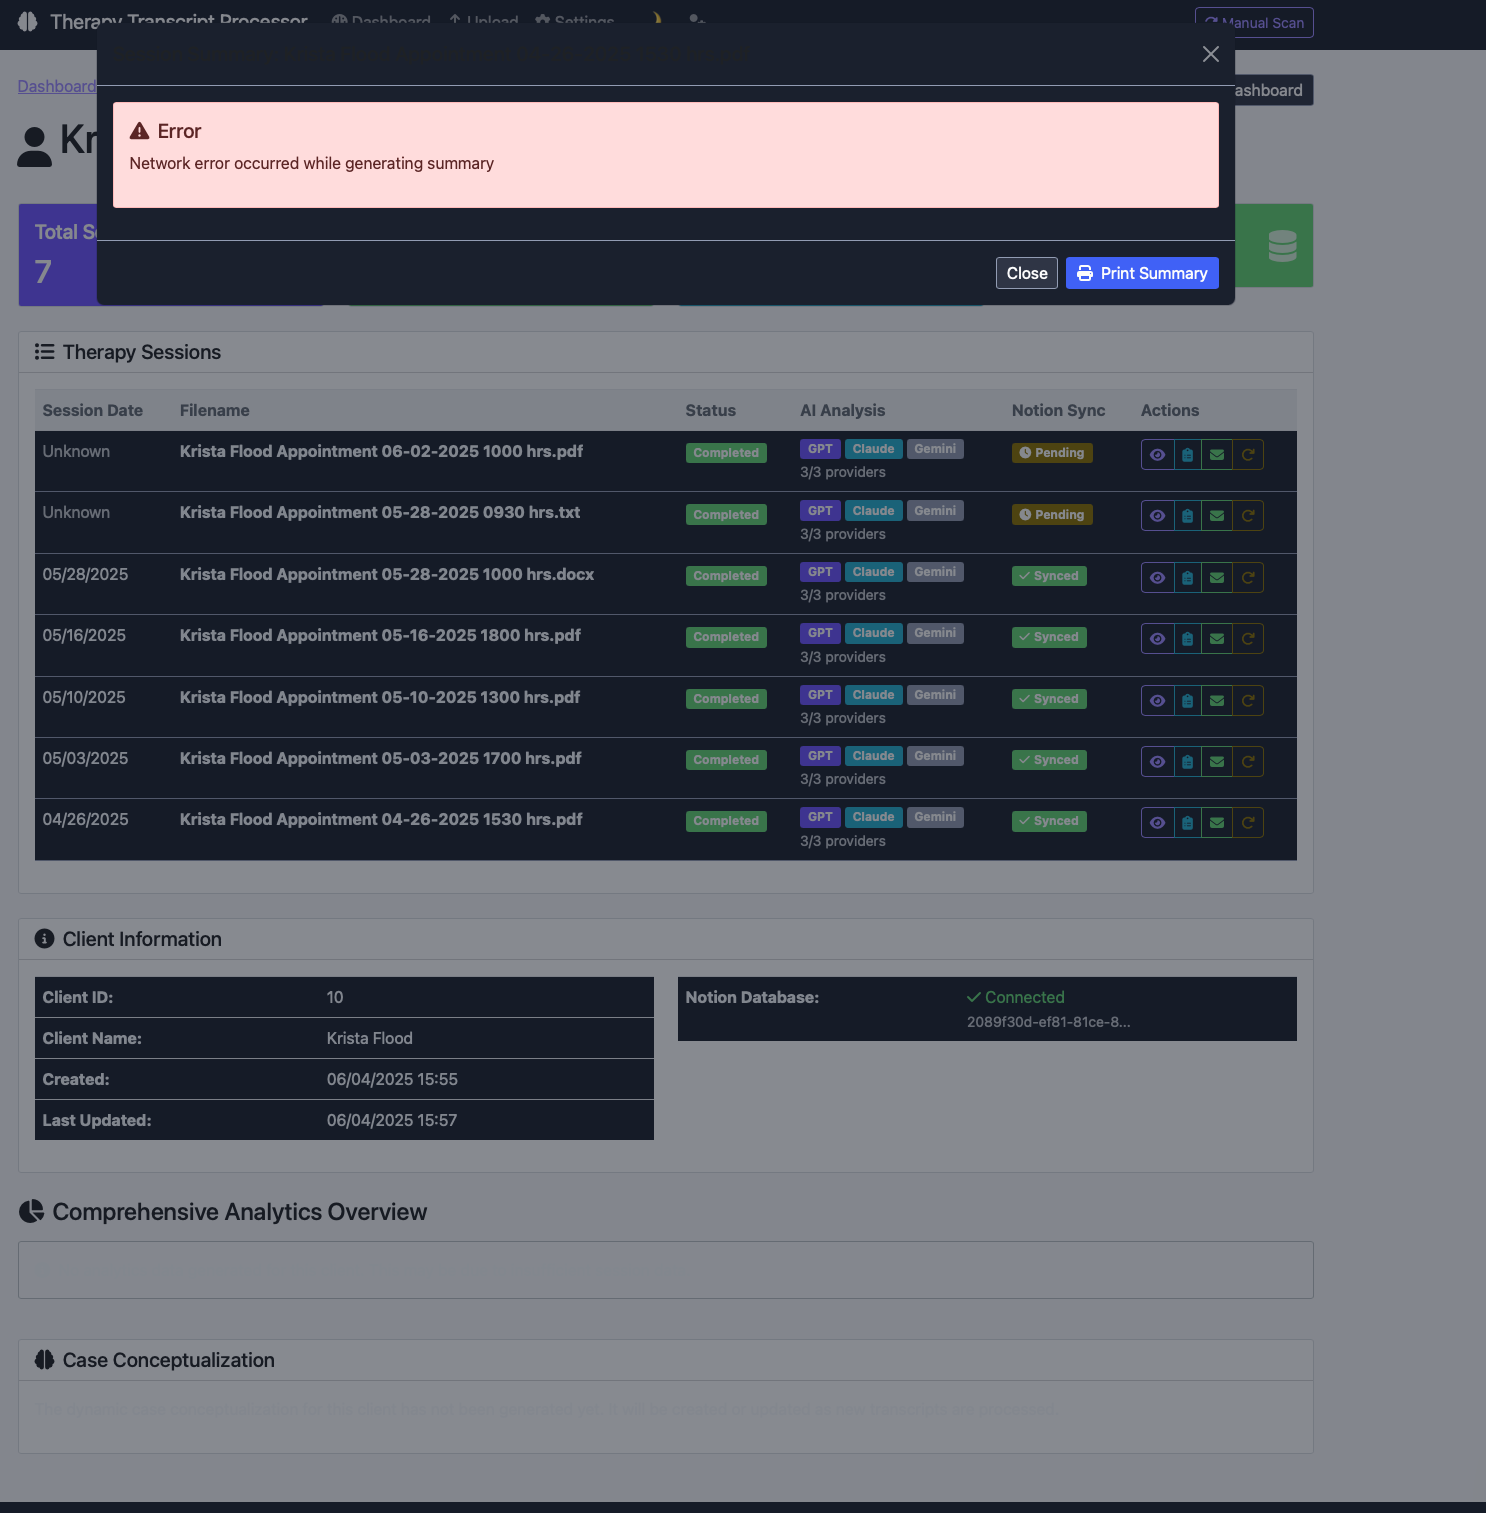 Therapy Transcript Processor
Dashboard
Upload
Settings
Manual Scan
Dashboard
ashboard
Kr
Error
Network error occurred while generating summary
Close
Print Summary
Total S
7
Therapy Sessions
Session Date Filename Status AI Analysis Notion Sync Actions
Unknown Krista Flood Appointment 06-02-2025 1000 hrs.pdf Completed GPT Claude Gemini Pending
3/3 providers
Unknown Krista Flood Appointment 05-28-2025 0930 hrs.txt Completed GPT Claude Gemini Pending
3/3 providers
05/28/2025 Krista Flood Appointment 05-28-2025 1000 hrs.docx Completed GPT Claude Gemini Synced
3/3 providers
05/16/2025 Krista Flood Appointment 05-16-2025 1800 hrs.pdf Completed GPT Claude Gemini Synced
3/3 providers
05/10/2025 Krista Flood Appointment 05-10-2025 1300 hrs.pdf Completed GPT Claude Gemini Synced
3/3 providers
05/03/2025 Krista Flood Appointment 05-03-2025 1700 hrs.pdf Completed GPT Claude Gemini Synced
3/3 providers
04/26/2025 Krista Flood Appointment 04-26-2025 1530 hrs.pdf Completed GPT Claude Gemini Synced
3/3 providers
Client Information
Client ID: 10
Client Name: Krista Flood
Created: 06/04/2025 15:55
Last Updated: 06/04/2025 15:57
Notion Database: Connected
2089f30d-ef81-81ce-8...
Comprehensive Analytics Overview
Case Conceptualization